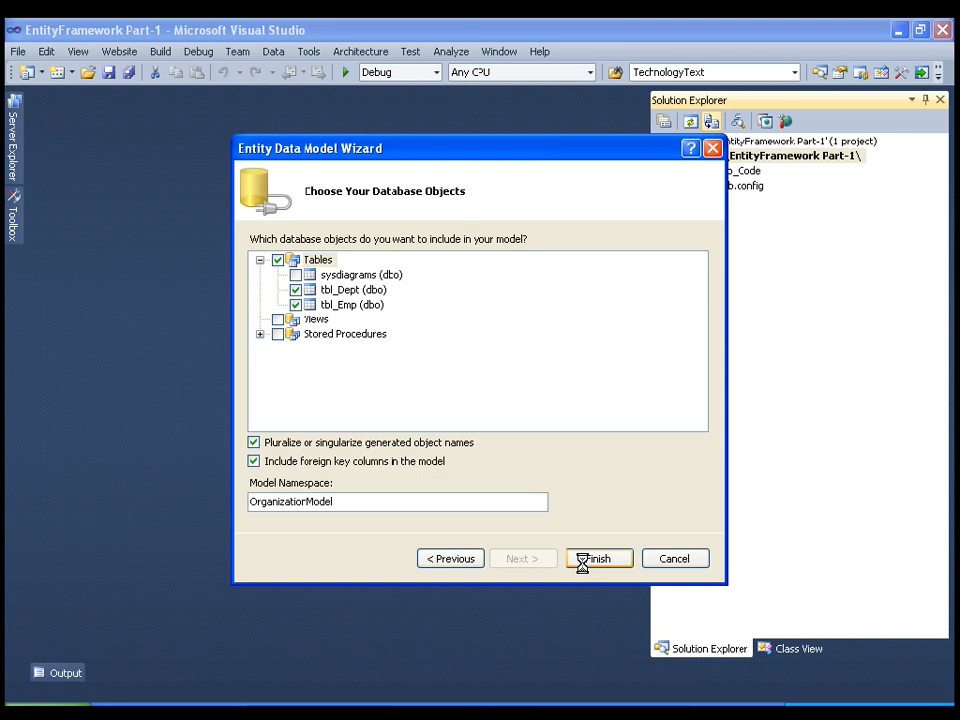 EntityFramework Part-1 - Microsoft Visual Studio
File Edit View Website Build Debug Team Data Tools Architecture Test Analyze Window Help
Debug Any CPU TechnologyText
Server Explorer
Toolbox
Solution Explorer
ntityFramework Part-1' (1 project)
EntityFramework Part-1\
p_Code
b.config
Entity Data Model Wizard
Choose Your Database Objects
Which database objects do you want to include in your model?
Tables
sysdiagrams (dbo)
tbl_Dept (dbo)
tbl_Emp (dbo)
Views
Stored Procedures
Pluralize or singularize generated object names
Include foreign key columns in the model
Model Namespace:
OrganizationModel
< Previous Next > Finish Cancel
Solution Explorer Class View
Output